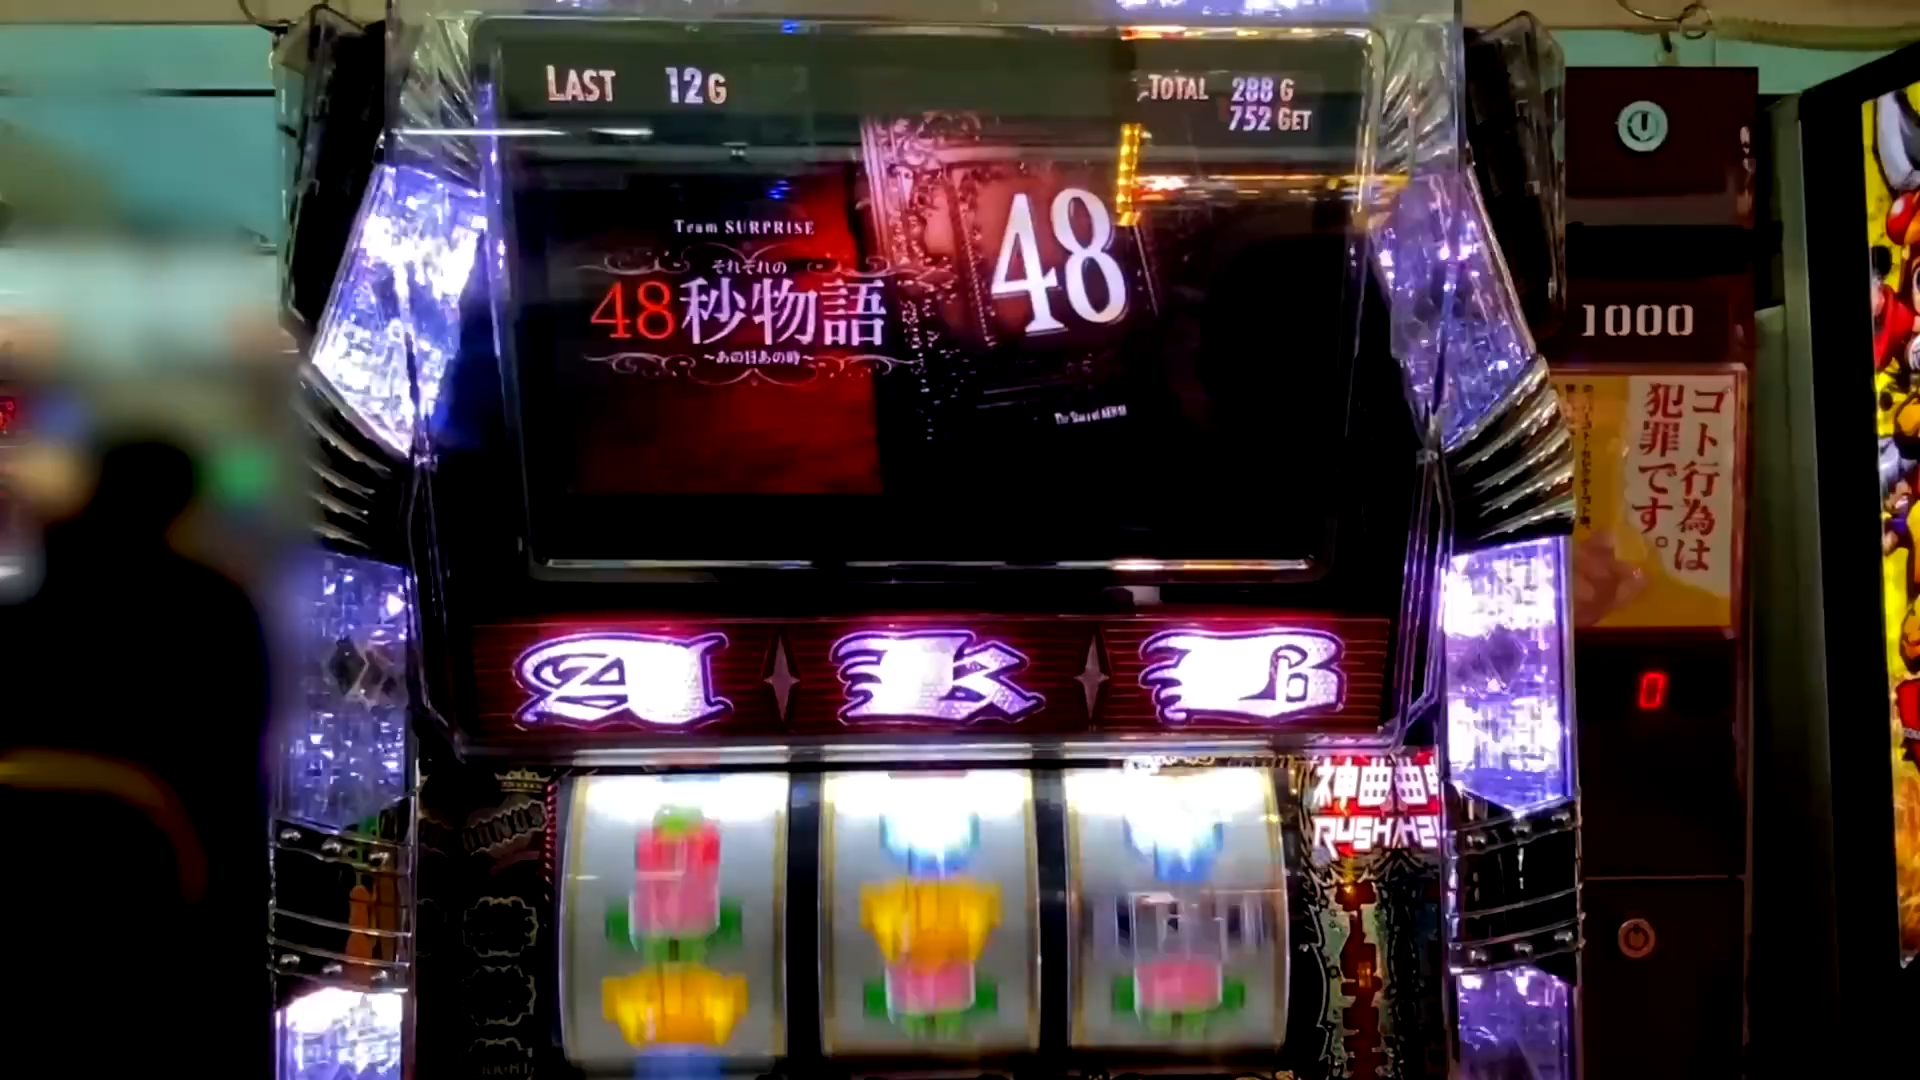 LAST 12G
TOTAL 288 G
752 GET
Team SURPRISE
それぞれの
48秒物語
～あの日あの時～
48
1000
ゴト行為は
犯罪です。
AKB
0
神曲
RUSH
BONUS